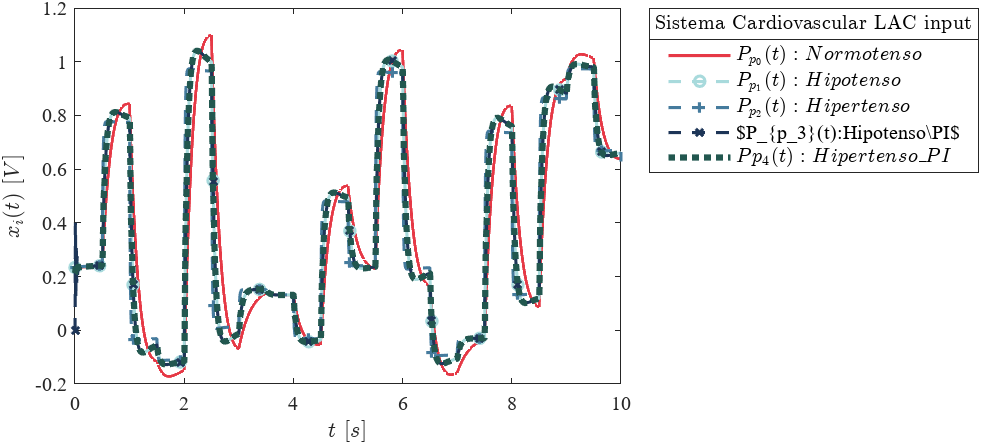 Sistema Cardiovascular LAC input
P_{p_0}(t) : Normotenso
P_{p_1}(t) : Hipotenso
P_{p_2}(t) : Hipertenso
$P_{p_3}(t):Hipotenso\PI$
Pp_4(t) : Hipertenso_PI
1.2
1
0.8
0.6
0.4
0.2
0
-0.2
x_i(t) [V]
0 2 4 6 8 10
t [s]